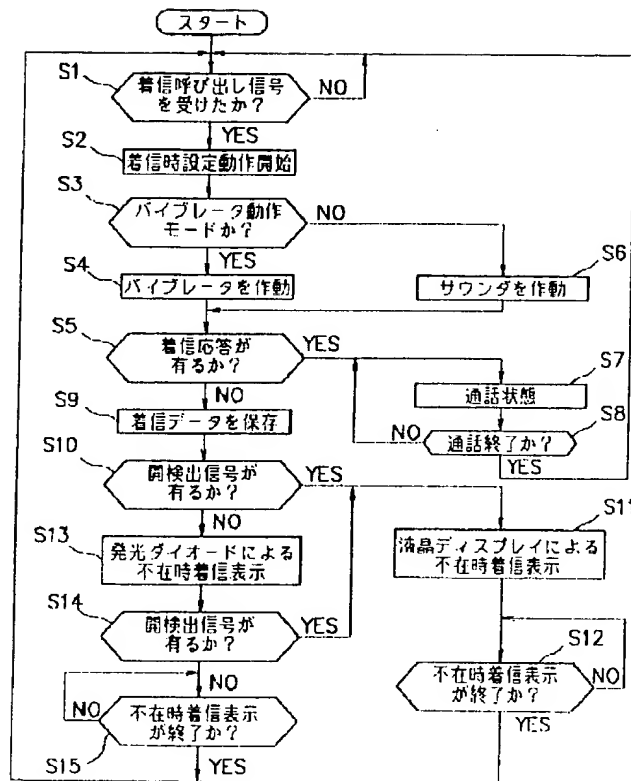 スタート
S1
着信呼び出し信号
を受けたか?
NO
YES
S2
着信時設定動作開始
S3
バイブレータ動作
モードか?
NO
YES
S4
バイブレータを作動
S6
サウンダを作動
S5
着信応答が
有るか?
YES
NO
S7
通話状態
S9
着信データを保存
S8
通話終了か?
NO
YES
S10
開検出信号が
有るか?
YES
NO
S13
発光ダイオードによる
不在時着信表示
S11
液晶ディスプレイによる
不在時着信表示
S14
開検出信号が
有るか?
YES
NO
S12
不在時着信表示
が終了か?
NO
YES
不在時着信表示
が終了か?
NO
S15
YES